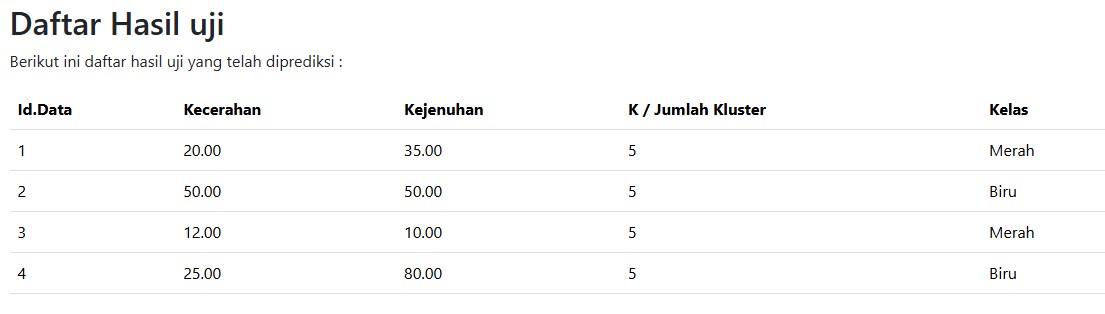 Daftar Hasil uji
Berikut ini daftar hasil uji yang telah diprediksi :
Id.Data Kecerahan Kejenuhan K / Jumlah Kluster Kelas
1 20.00 35.00 5 Merah
2 50.00 50.00 5 Biru
3 12.00 10.00 5 Merah
4 25.00 80.00 5 Biru